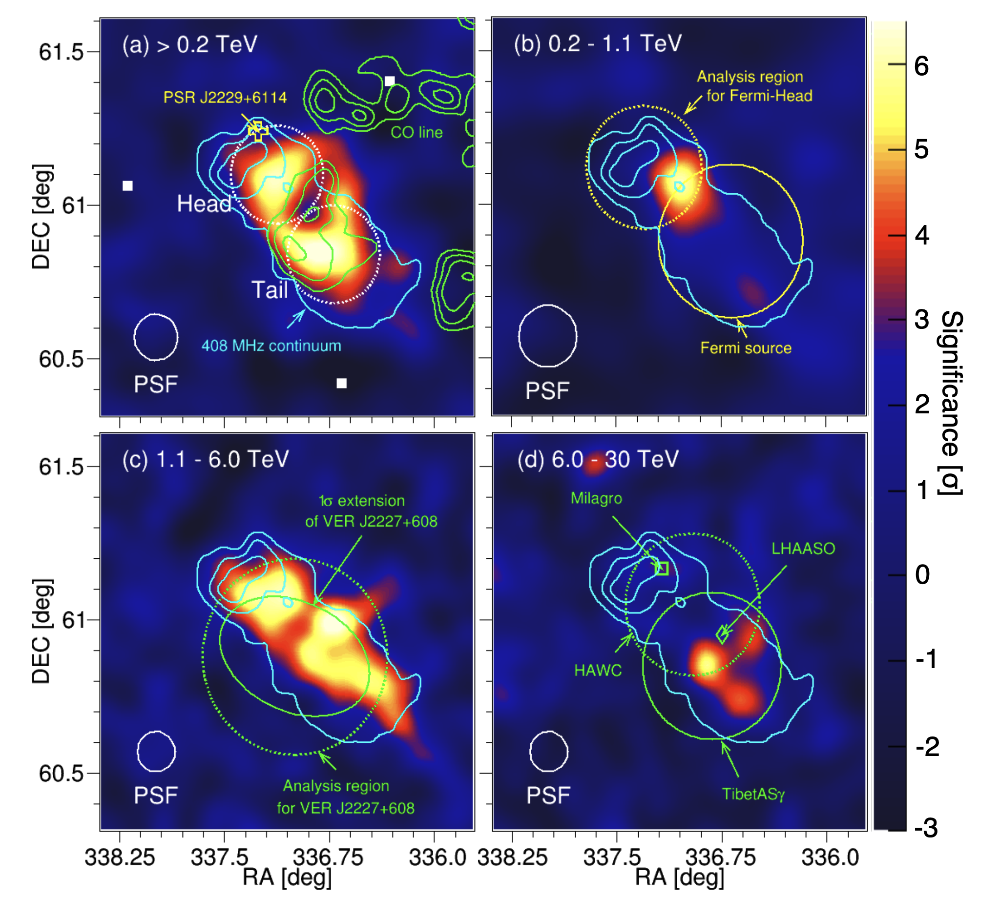 (a) > 0.2 TeV
PSR J2229+6114
CO line
Head
Tail
408 MHz continuum
PSF
61.5
61
60.5
DEC [deg]
(b) 0.2 - 1.1 TeV
Analysis region
for Fermi-Head
Fermi source
PSF
(c) 1.1 - 6.0 TeV
1σ extension
of VER J2227+608
Analysis region
for VER J2227+608
PSF
61.5
61
60.5
DEC [deg]
338.25
337.5
336.75
336.0
RA [deg]
(d) 6.0 - 30 TeV
Milagro
LHAASO
HAWC
TibetASγ
PSF
338.25
337.5
336.75
336.0
RA [deg]
6
5
4
3
2
1
0
-1
-2
-3
Significance [σ]